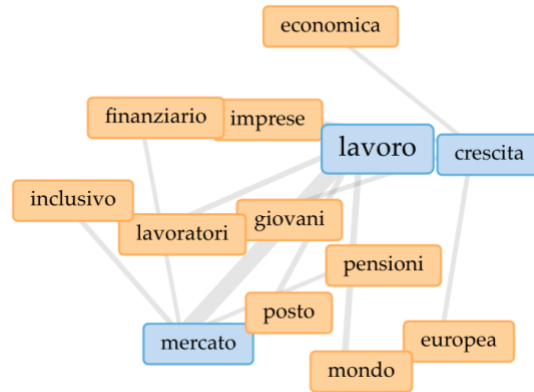 economica
finanziario
imprese
lavoro
crescita
inclusivo
giovani
lavoratori
pensioni
posto
mercato
europea
mondo